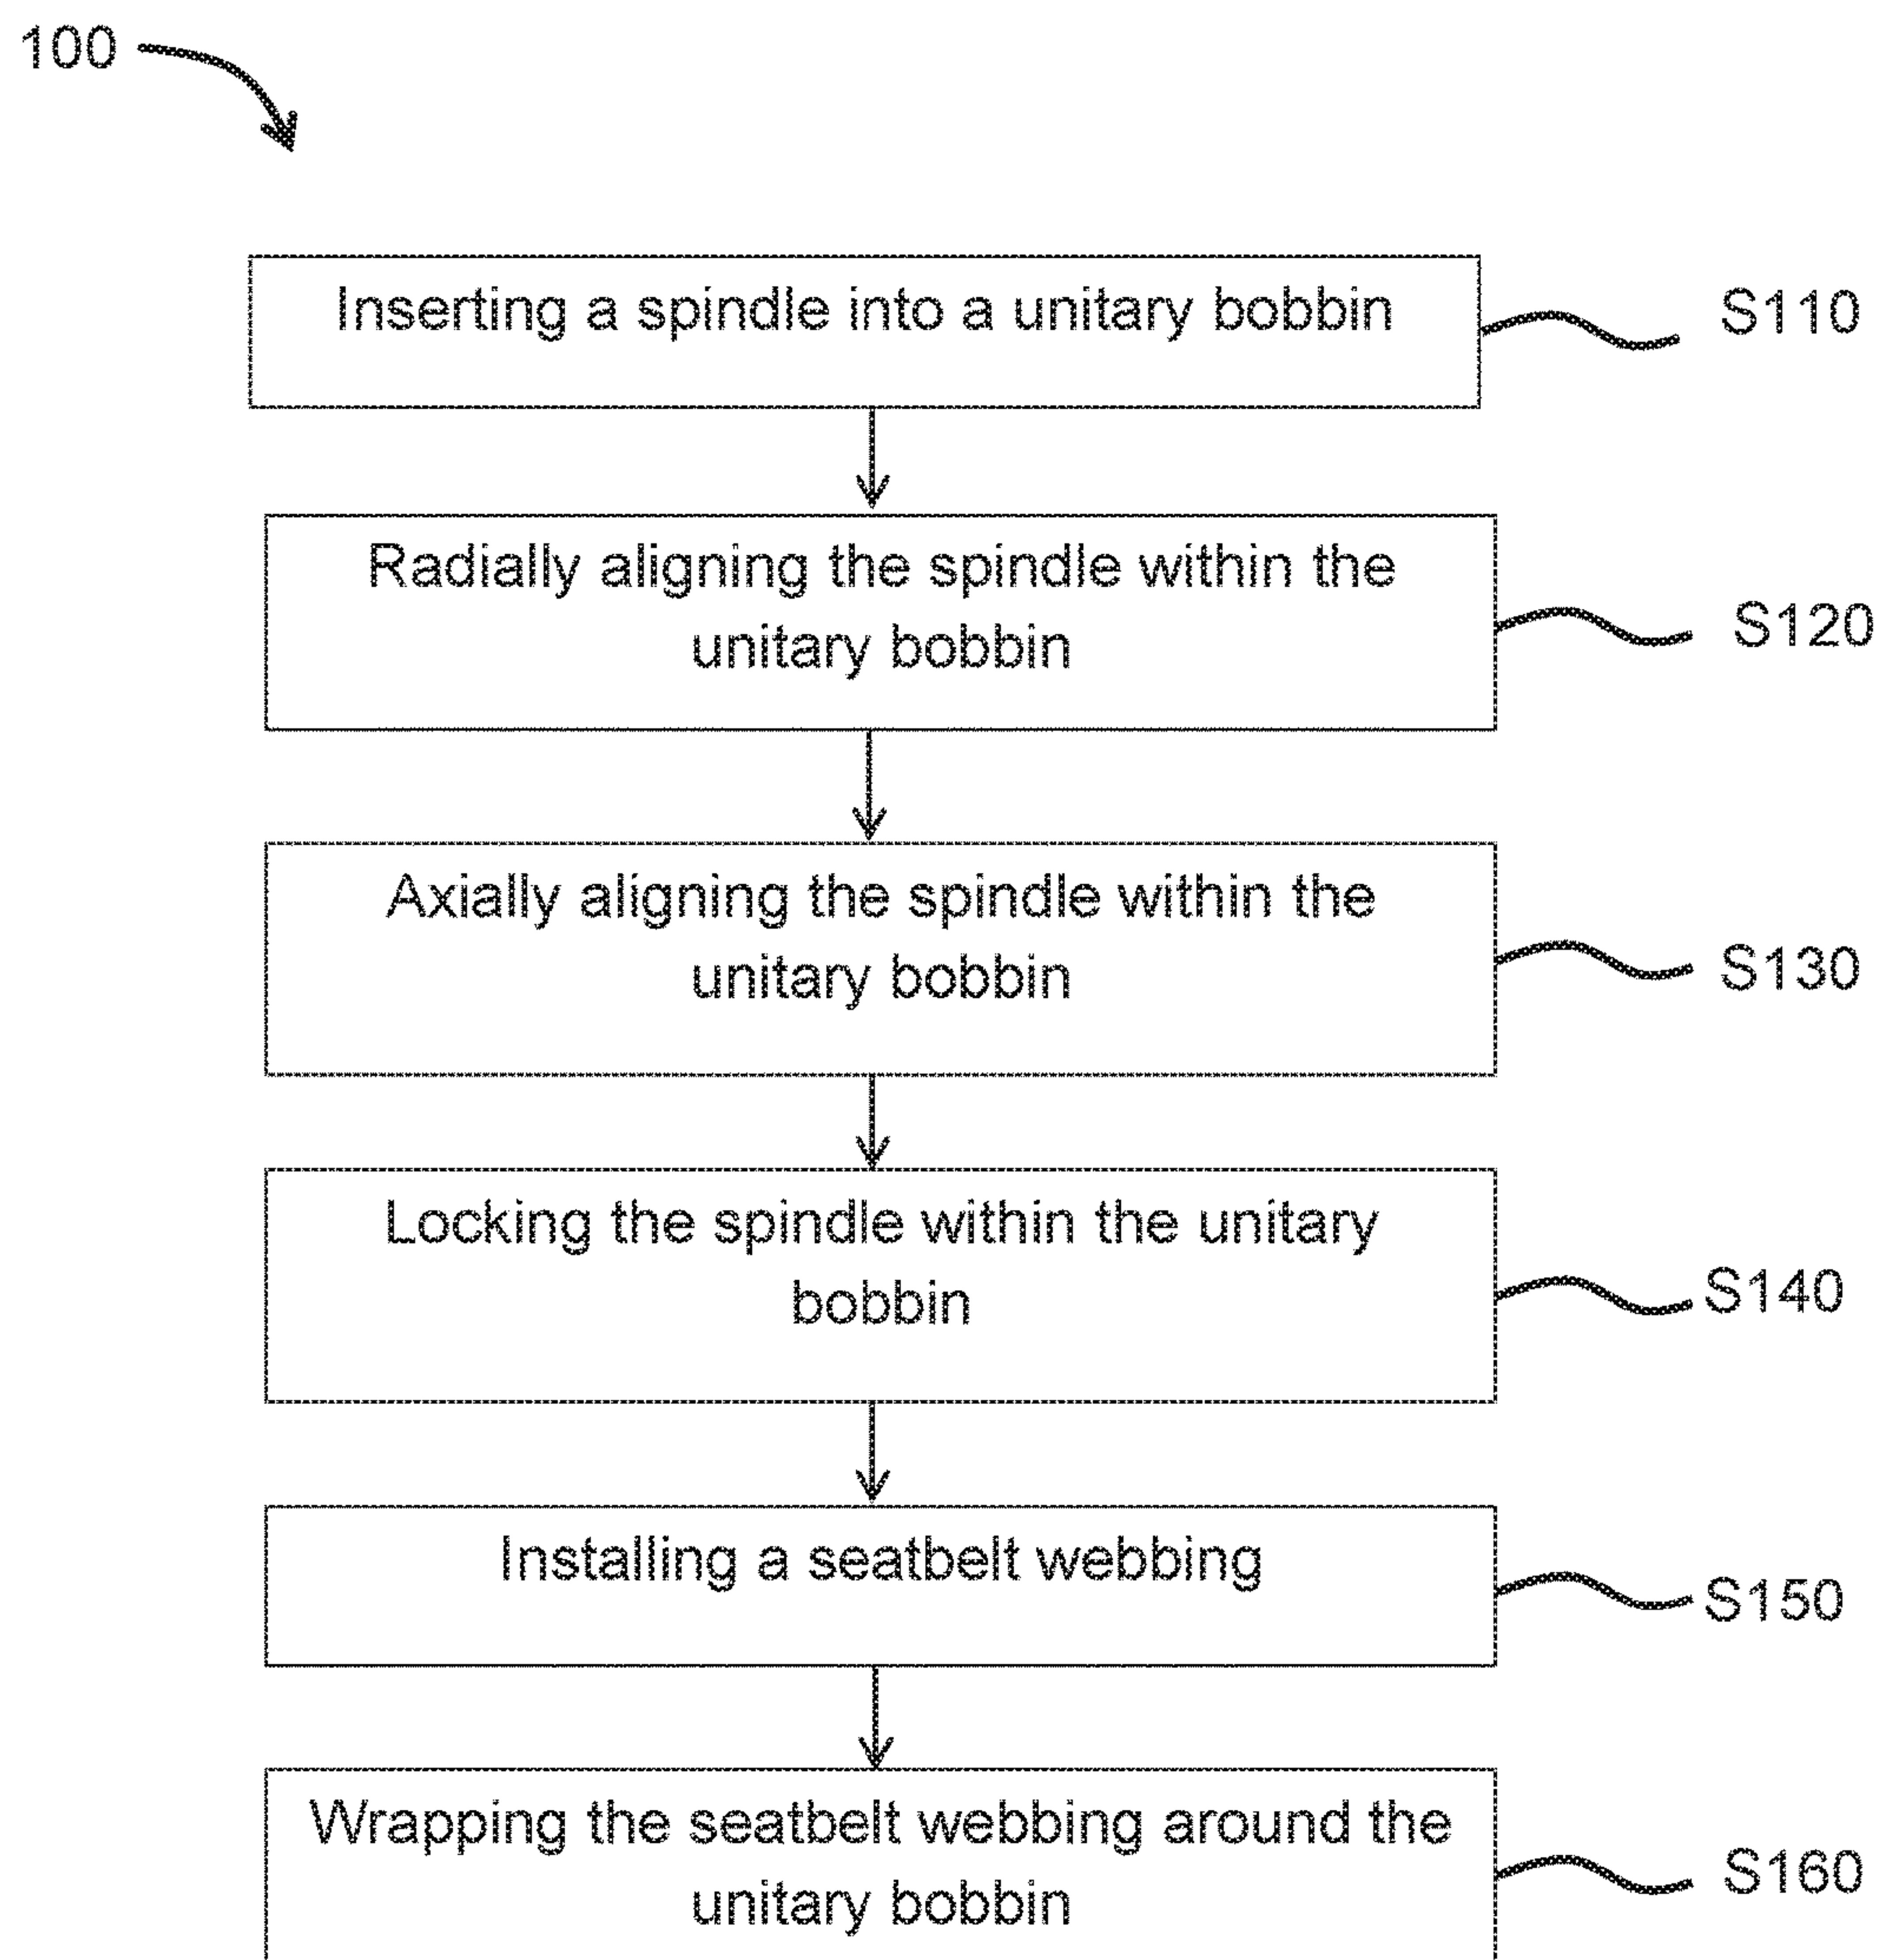 100
Inserting a spindle into a unitary bobbin
S110
Radially aligning the spindle within the
unitary bobbin
S120
Axially aligning the spindle within the
unitary bobbin
S130
Locking the spindle within the unitary
bobbin
S140
Installing a seatbelt webbing
S150
Wrapping the seatbelt webbing around the
unitary bobbin
S160